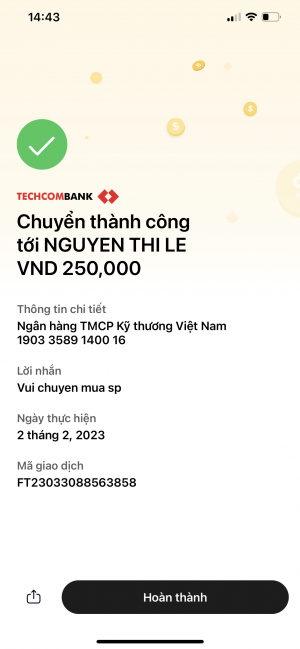 14:43
TECHCOMBANK
Chuyển thành công
tới NGUYEN THI LE
VND 250,000
Thông tin chi tiết
Ngân hàng TMCP Kỹ thương Việt Nam
1903 3589 1400 16
Lời nhắn
Vui chuyen mua sp
Ngày thực hiện
2 tháng 2, 2023
Mã giao dịch
FT23033088563858
Hoàn thành